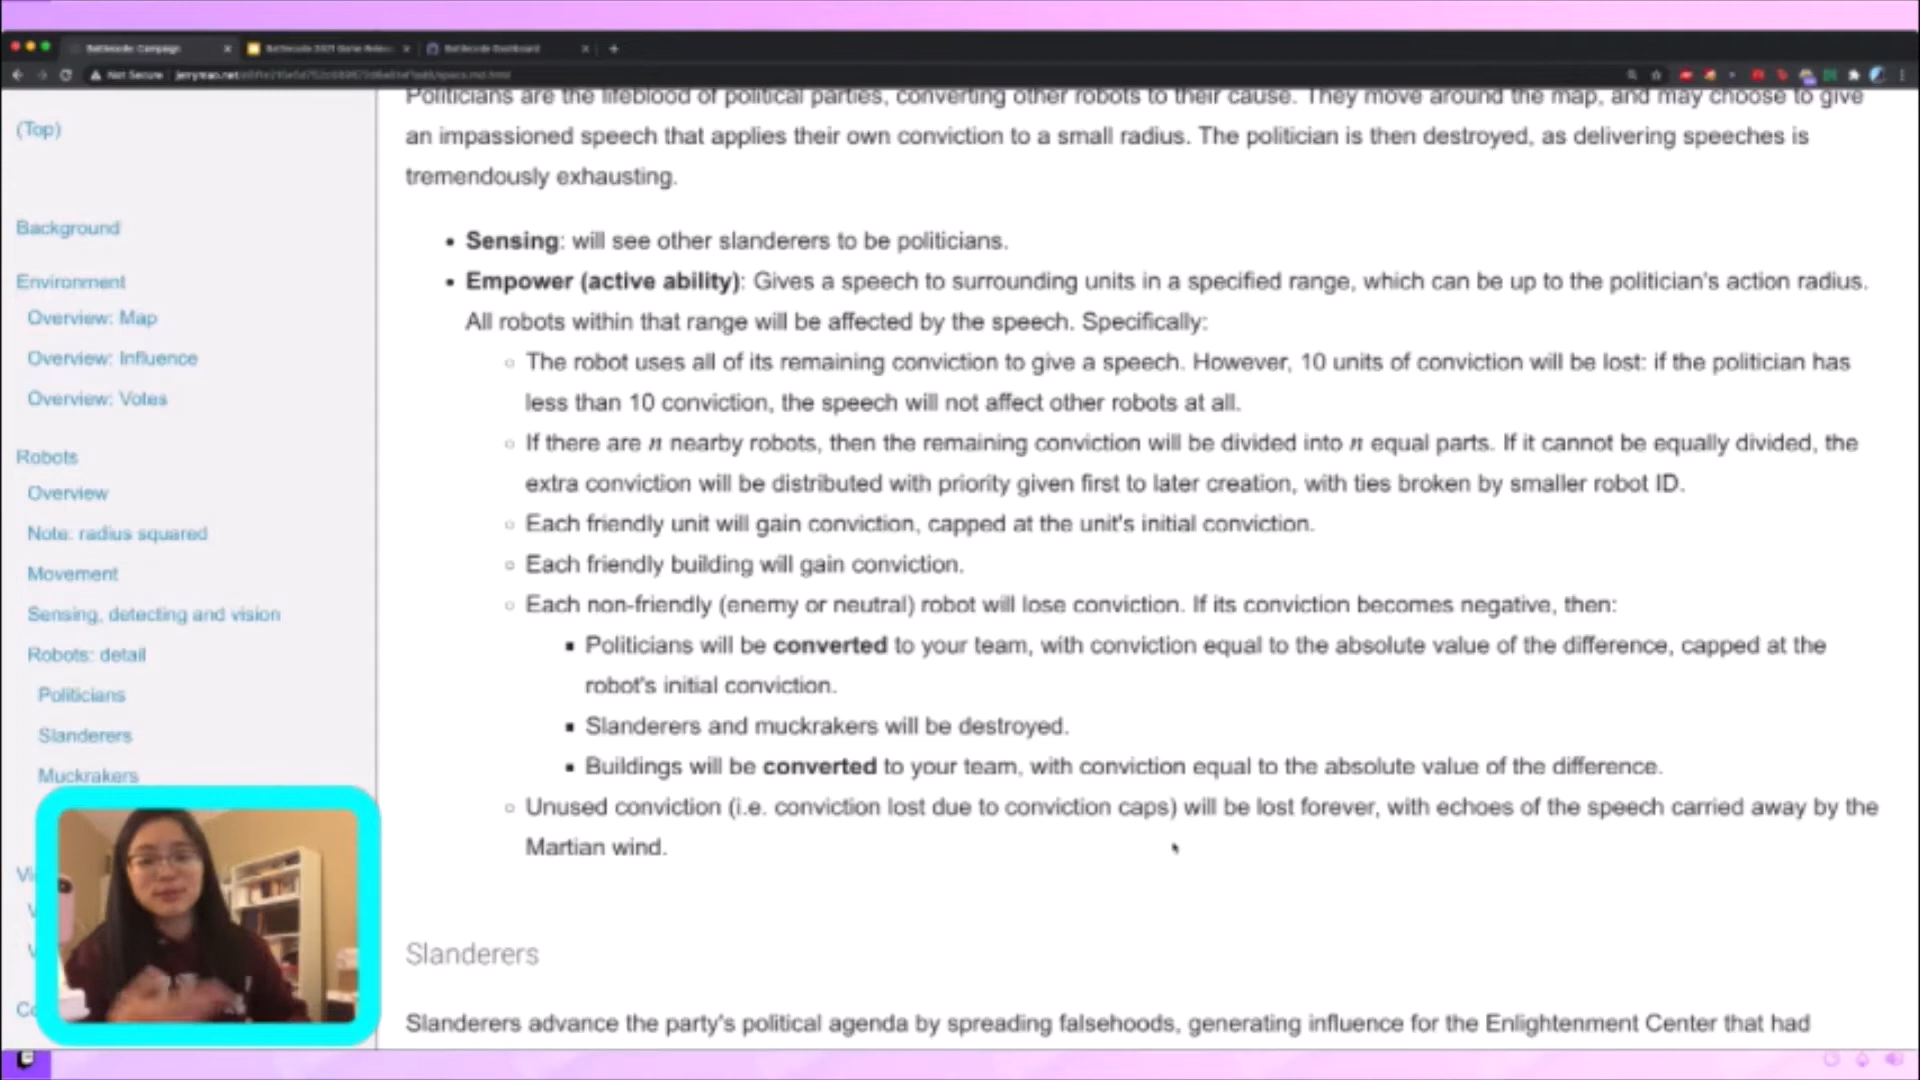 Battlecode: Campaign
Battlecode Dashboard
Not Secure
Politicians are the lifeblood of political parties, converting other robots to their cause. They move around the map, and may choose to give
an impassioned speech that applies their own conviction to a small radius. The politician is then destroyed, as delivering speeches is
tremendously exhausting.
(Top)
Background
Environment
Overview: Map
Overview: Influence
Overview: Votes
Robots
Overview
Note: radius squared
Movement
Sensing, detecting and vision
Robots: detail
Politicians
Slanderers
Muckrakers
• Sensing: will see other slanderers to be politicians.
• Empower (active ability): Gives a speech to surrounding units in a specified range, which can be up to the politician's action radius.
All robots within that range will be affected by the speech. Specifically:
◦ The robot uses all of its remaining conviction to give a speech. However, 10 units of conviction will be lost: if the politician has
less than 10 conviction, the speech will not affect other robots at all.
◦ If there are n nearby robots, then the remaining conviction will be divided into n equal parts. If it cannot be equally divided, the
extra conviction will be distributed with priority given first to later creation, with ties broken by smaller robot ID.
◦ Each friendly unit will gain conviction, capped at the unit's initial conviction.
◦ Each friendly building will gain conviction.
◦ Each non-friendly (enemy or neutral) robot will lose conviction. If its conviction becomes negative, then:
▪ Politicians will be converted to your team, with conviction equal to the absolute value of the difference, capped at the
robot's initial conviction.
▪ Slanderers and muckrakers will be destroyed.
▪ Buildings will be converted to your team, with conviction equal to the absolute value of the difference.
◦ Unused conviction (i.e. conviction lost due to conviction caps) will be lost forever, with echoes of the speech carried away by the
Martian wind.
Slanderers
Slanderers advance the party's political agenda by spreading falsehoods, generating influence for the Enlightenment Center that had